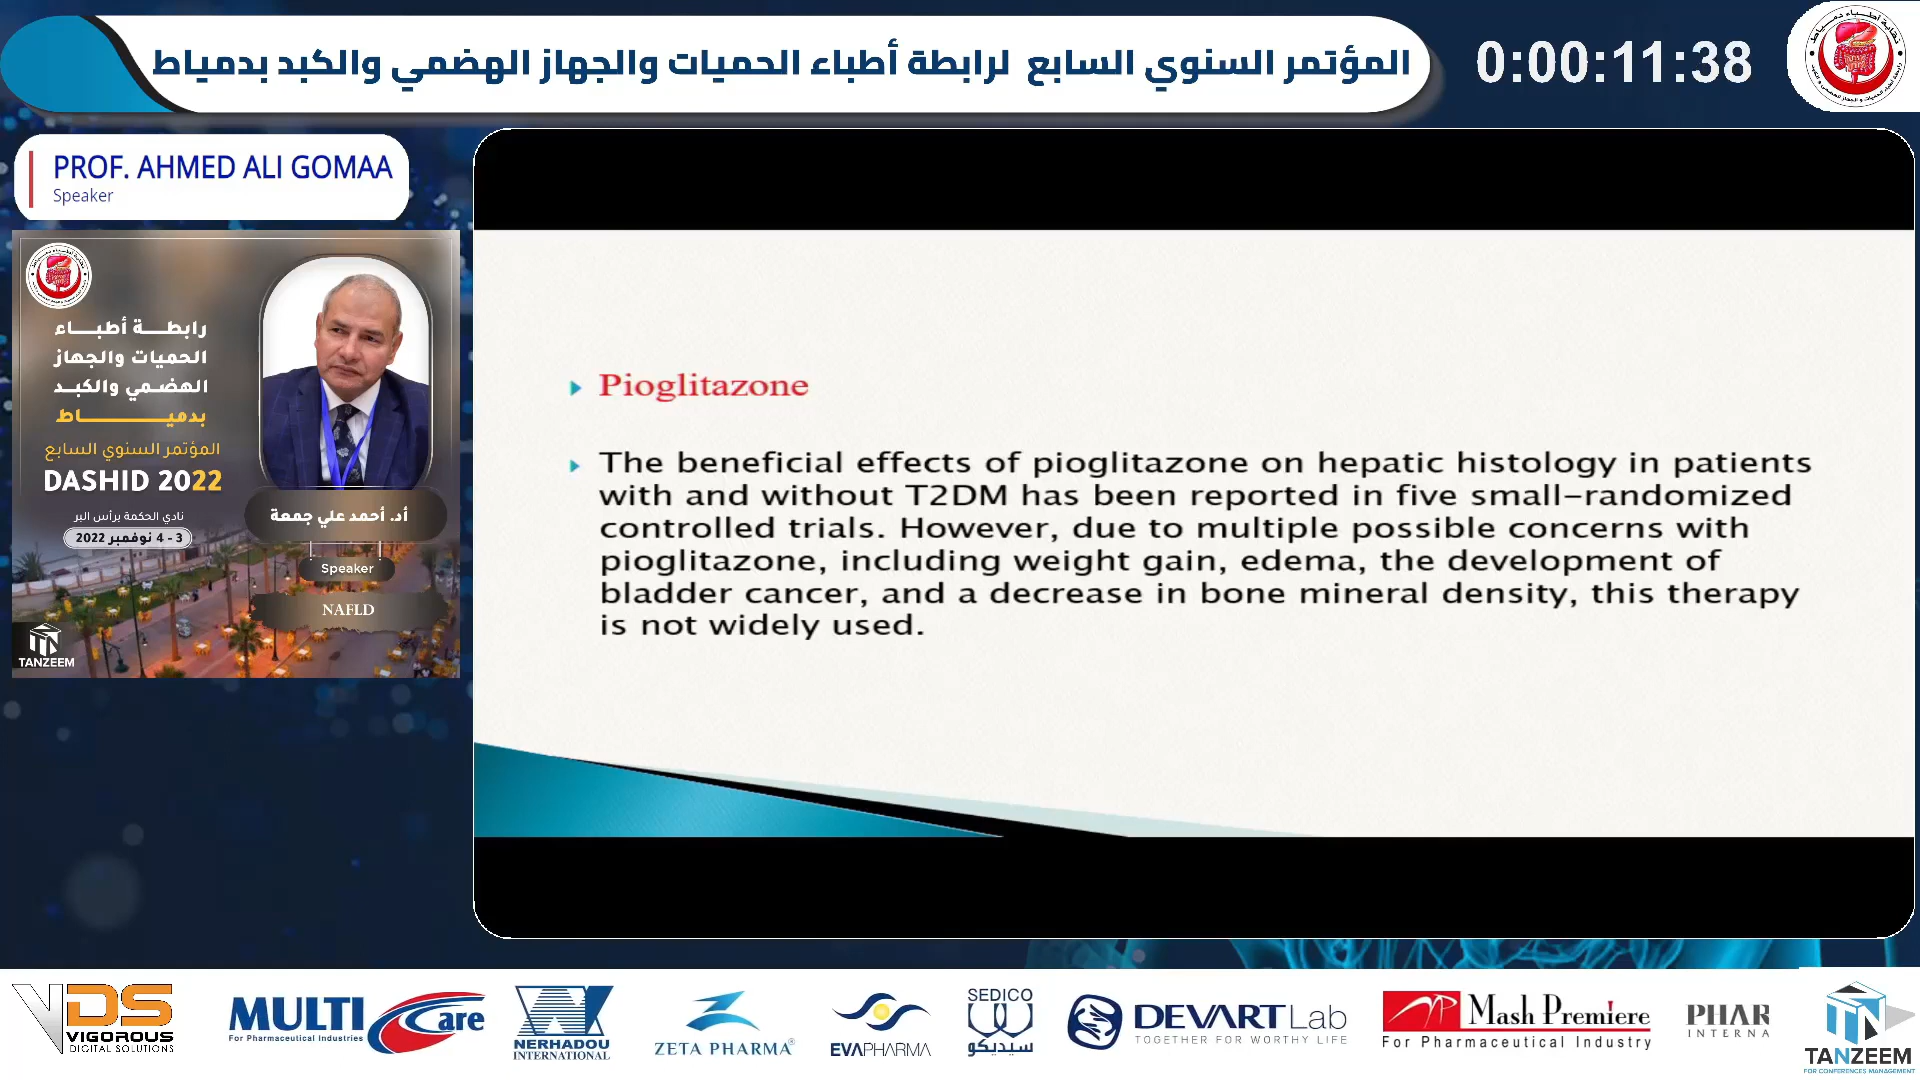 المؤتمر السنوي السابع لرابطة أطباء الحميات والجهاز الهضمي والكبد بدمياط
0:00:11:38
PROF. AHMED ALI GOMAA
Speaker
رابطة أطباء
الحميات والجهاز
الهضمي والكبد
بدمياط
المؤتمر السنوي السابع
DASHID 2022
نادي الحكمة برأس البر
3 - 4 نوفمبر 2022
أد. أحمد علي جمعة
Speaker
NAFLD
TANZEEM
Pioglitazone
The beneficial effects of pioglitazone on hepatic histology in patients
with and without T2DM has been reported in five small-randomized
controlled trials. However, due to multiple possible concerns with
pioglitazone, including weight gain, edema, the development of
bladder cancer, and a decrease in bone mineral density, this therapy
is not widely used.
VDS
VIGOROUS
DIGITAL SOLUTIONS
MULTI Care
For Pharmaceutical Industries
NERHADOU
INTERNATIONAL
ZETA PHARMA®
EVAPHARMA
SEDICO
سيديكو
DEVART Lab
TOGETHER FOR WORTHY LIFE
Mash Premiere
For Pharmaceutical Industry
PHAR
INTERNA
TANZEEM
FOR CONFERENCES MANAGEMENT